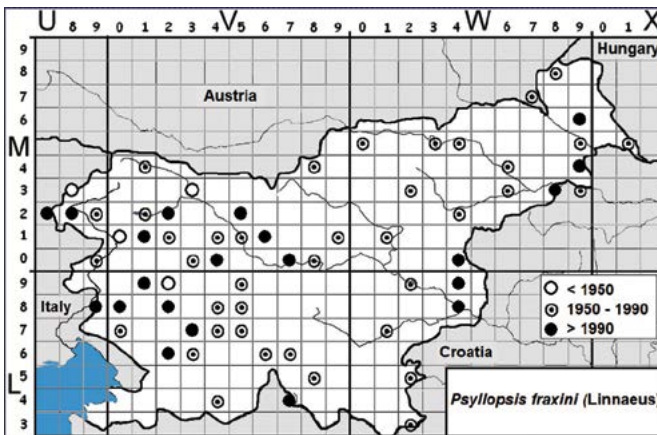 U 8 9 0 1 2 3 4 V 5 6 7 8 9 0 1 2 3 4 W 6 7 8 9 0 1 X
9
Hungary
8
Austria
7
6
M
4
3
2
1
0
9
< 1950
Italy
1950 - 1990
8
> 1990
7
Croatia
6
L
5
Psyllopsis fraxini (Linnaeus)
4
3